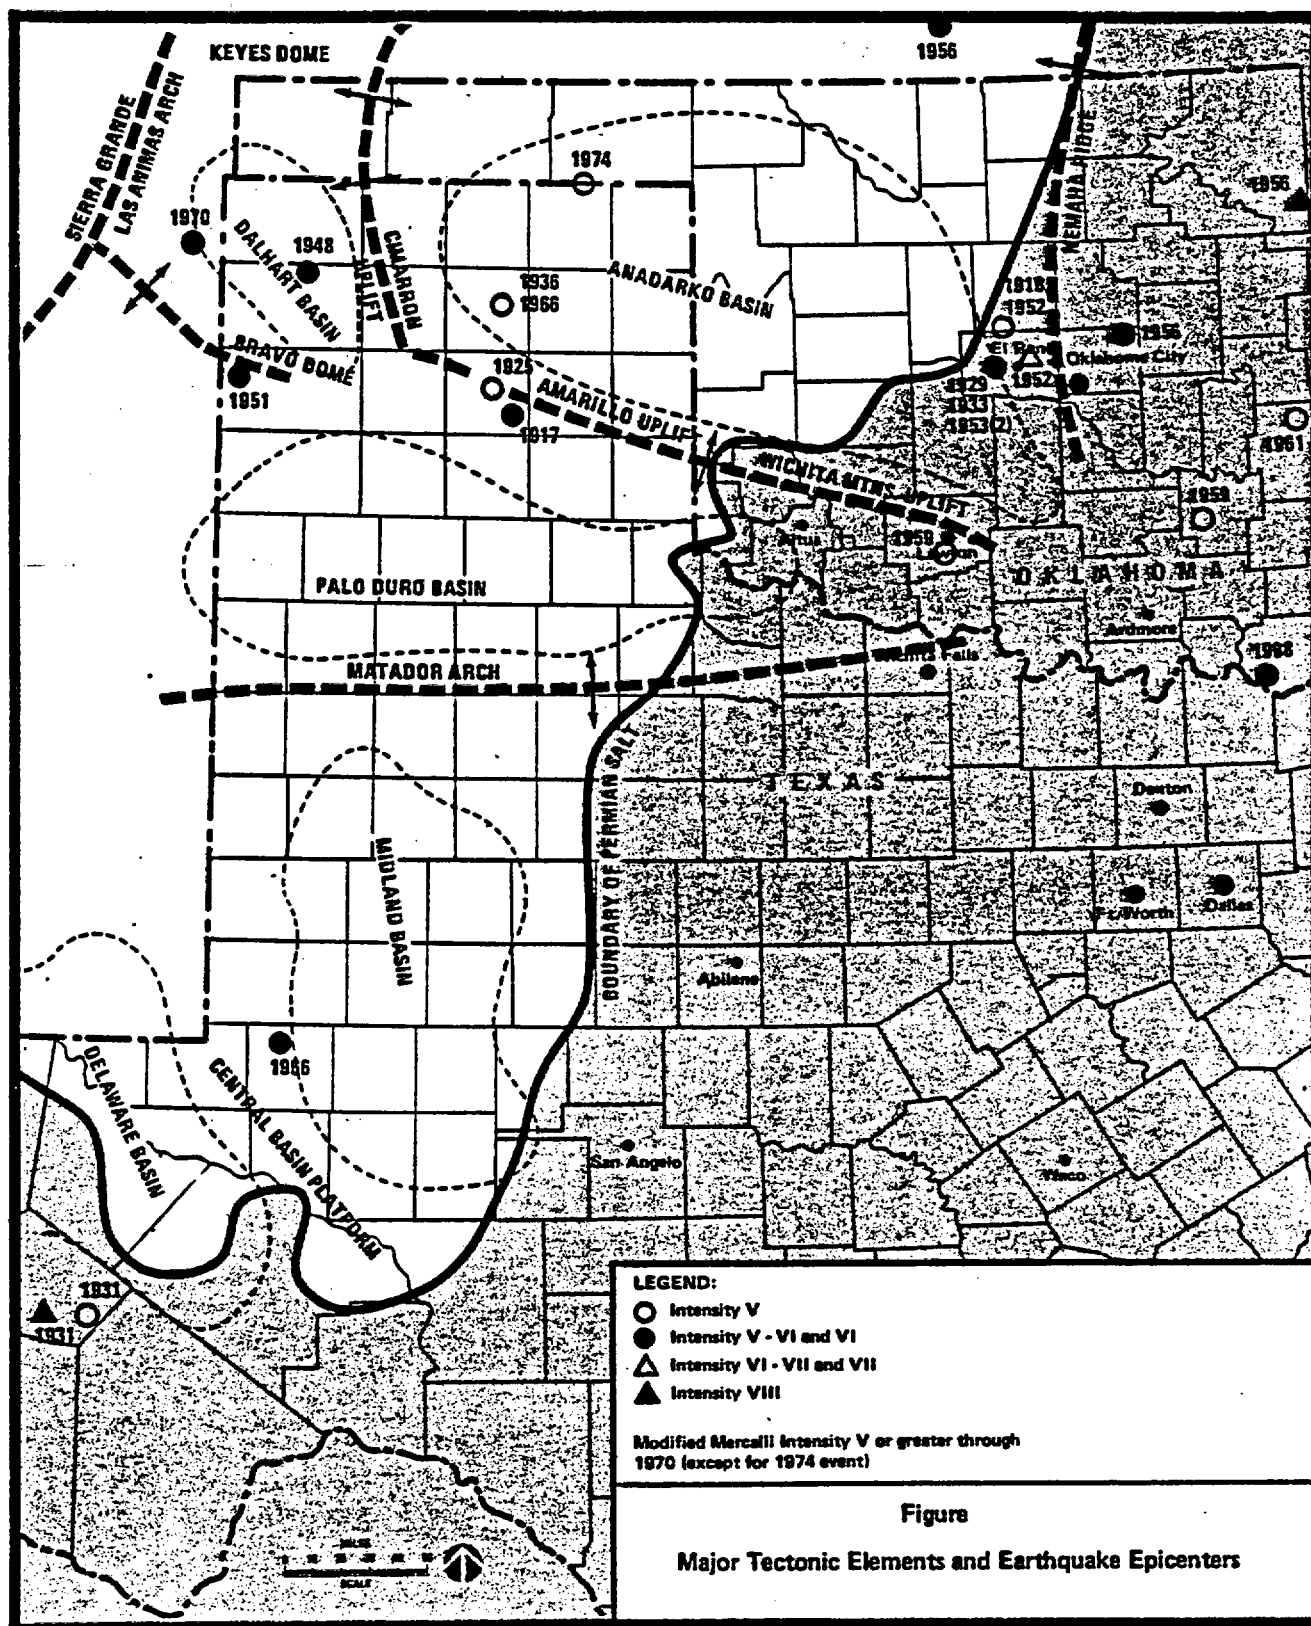 KEYES DOME
1956
SIERRA GRANDE
LAS ANIMAS ARCH
NEMAHA RIDGE
1974
1956
1970
DALHART BASIN
1948
CIMARRON
UPLIFT
ANADARKO BASIN
1936
1966
1952
1956
El Reno
Oklahoma City
BRAVO DOME
1951
1925
AMARILLO UPLIFT
1917
1952
1929
1933
1953(2)
1961
WICHITA MTNS. UPLIFT
1959
Altus
1959
Lawton
OKLAHOMA
PALO DURO BASIN
Ardmore
MATADOR ARCH
Wichita Falls
BOUNDARY OF PERMIAN SALT
TEXAS
Denton
MIDLAND BASIN
Ft. Worth
Dallas
Abilene
DELAWARE BASIN
CENTRAL BASIN PLATFORM
1966
San Angelo
Waco
1931
1931
LEGEND:
Intensity V
Intensity V - VI and VI
Intensity VI - VII and VII
Intensity VIII
Modified Mercalli Intensity V or greater through
1970 (except for 1974 event)
MILES
SCALE
Figure
Major Tectonic Elements and Earthquake Epicenters